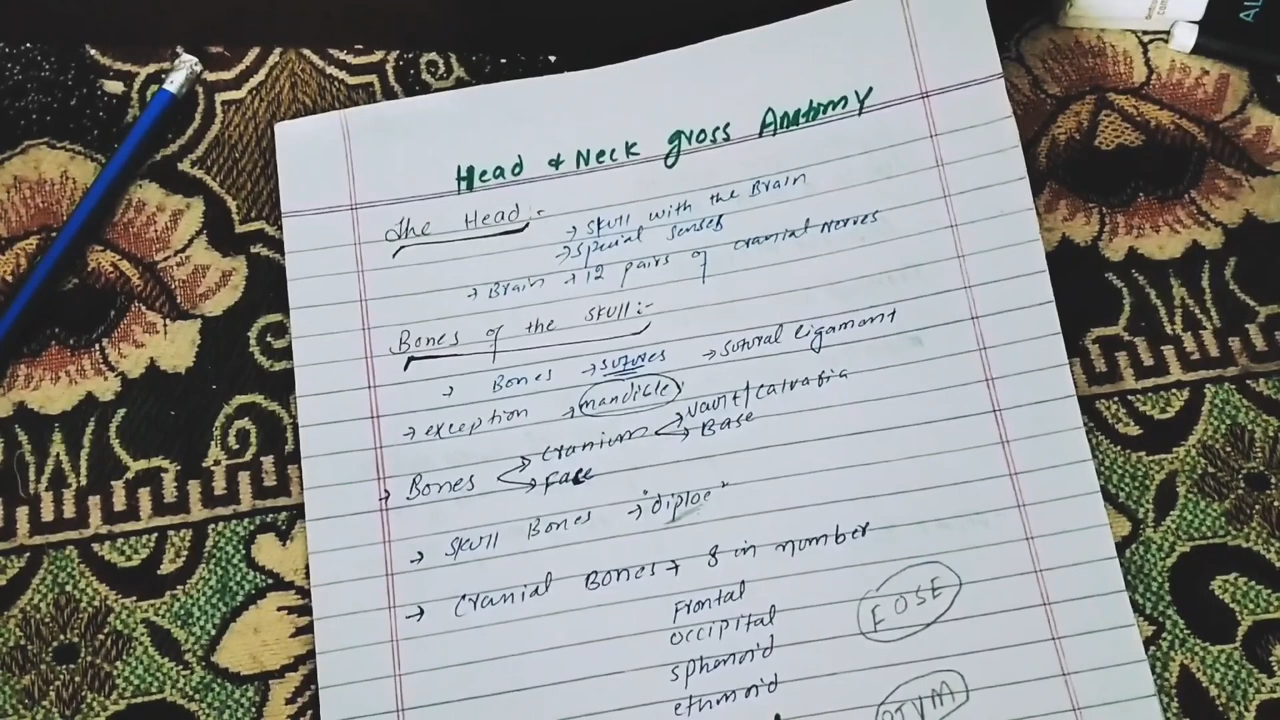 Head & Neck gross Anatomy
The Head :-
→ skull with the Brain
→ special senses
→ Brain → 12 pairs of cranial nerves
Bones of the skull :-
→ Bones → sutures → sutural ligament
→ exception → mandible
→ Bones → cranium → Vault/Calvaria
→ Base
→ Face
→ skull Bones → "diploe"
→ cranial Bones → 8 in number
Frontal
occipital FOSE
sphenoid
ethmoid
PTVM